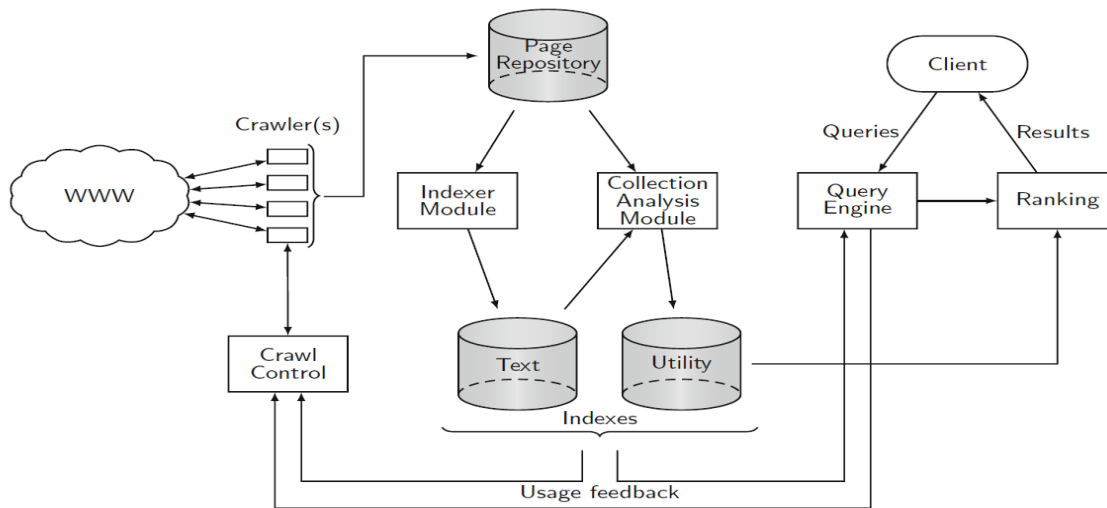 Page
Repository
Client
Crawler(s)
Queries
Results
WWW
Indexer
Module
Collection
Analysis
Module
Query
Engine
Ranking
Crawl
Control
Text
Utility
Indexes
Usage feedback